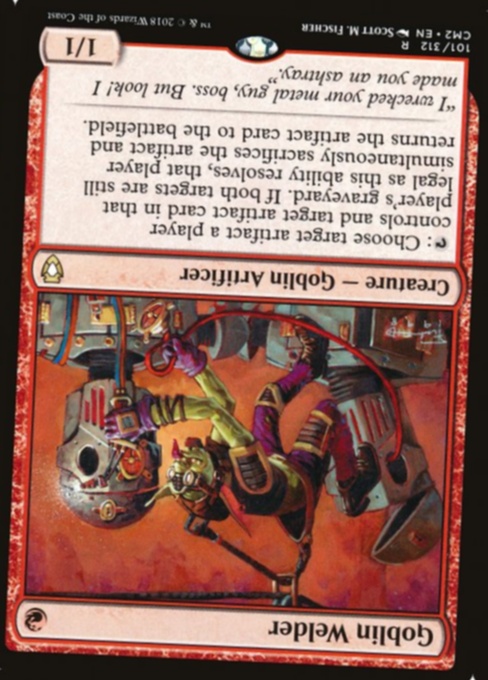 Goblin Welder
Creature — Goblin Artificer
: Choose target artifact a player
controls and target artifact card in that
player's graveyard. If both targets are still
legal as this ability resolves, that player
simultaneously sacrifices the artifact and
returns the artifact card to the battlefield.
"I wrecked your metal guy, boss. But look! I
made you an ashtray."
1/1
101/312 R
CM2 • EN SCOTT M. FISCHER
™ & © 2018 Wizards of the Coast